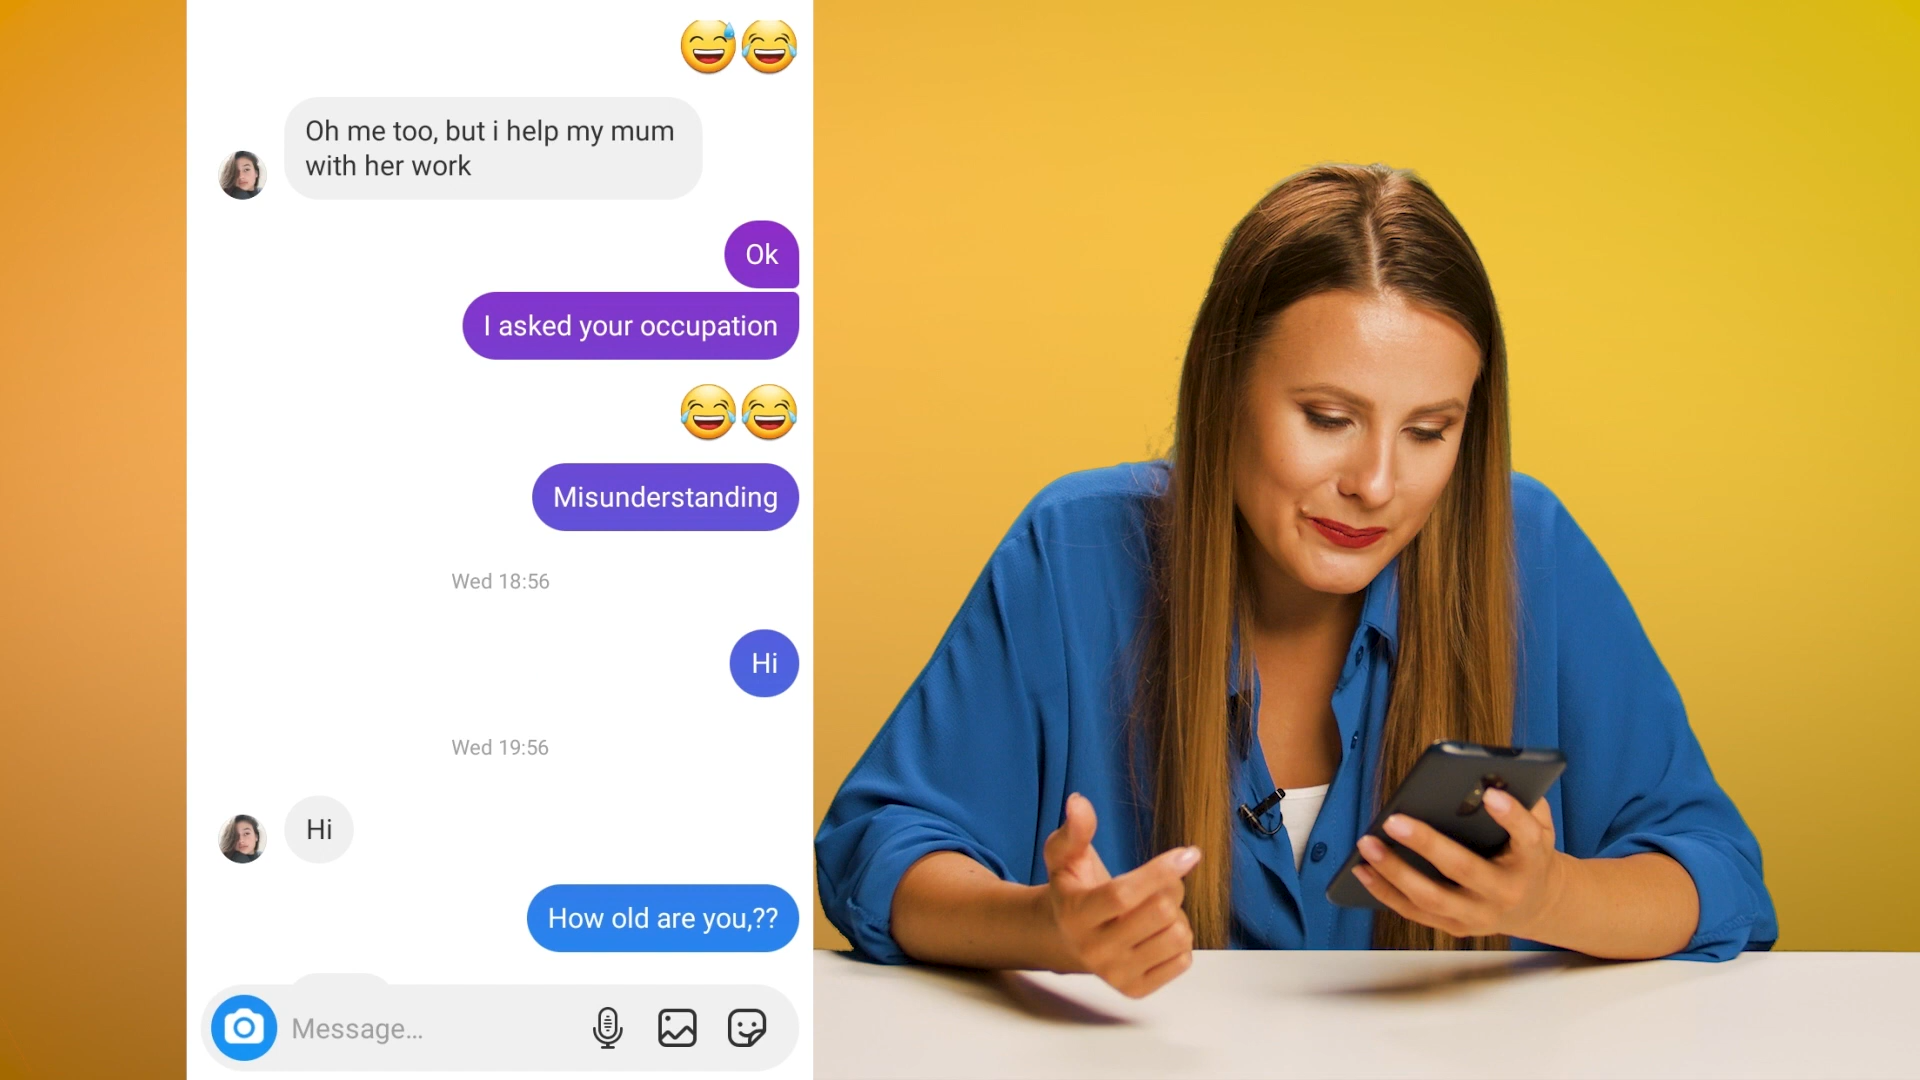 😅😂
Oh me too, but i help my mum
with her work
Ok
I asked your occupation
😂😂
Misunderstanding
Wed 18:56
Hi
Wed 19:56
Hi
How old are you,??
Message...